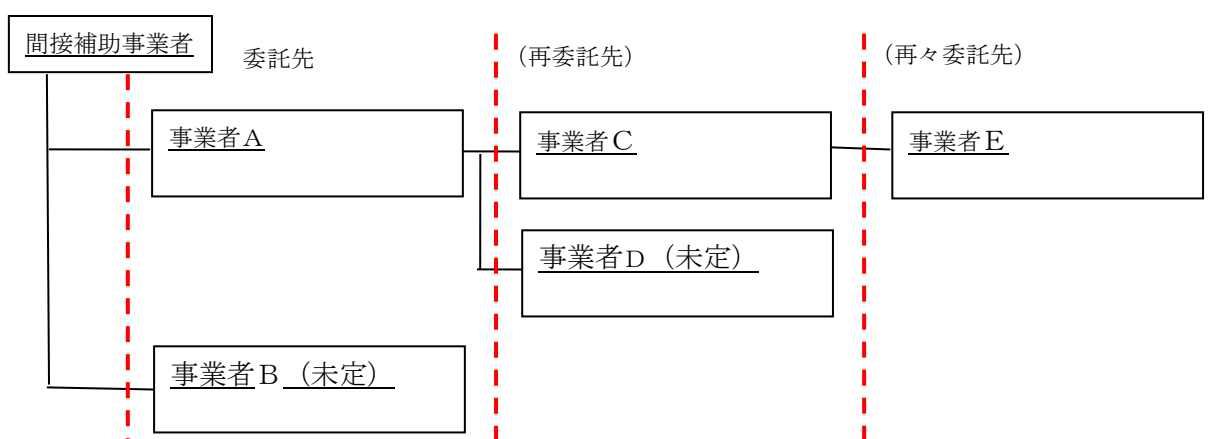 間接補助事業者
委託先
（再委託先）
（再々委託先）
事業者A
事業者C
事業者E
事業者D（未定）
事業者B（未定）